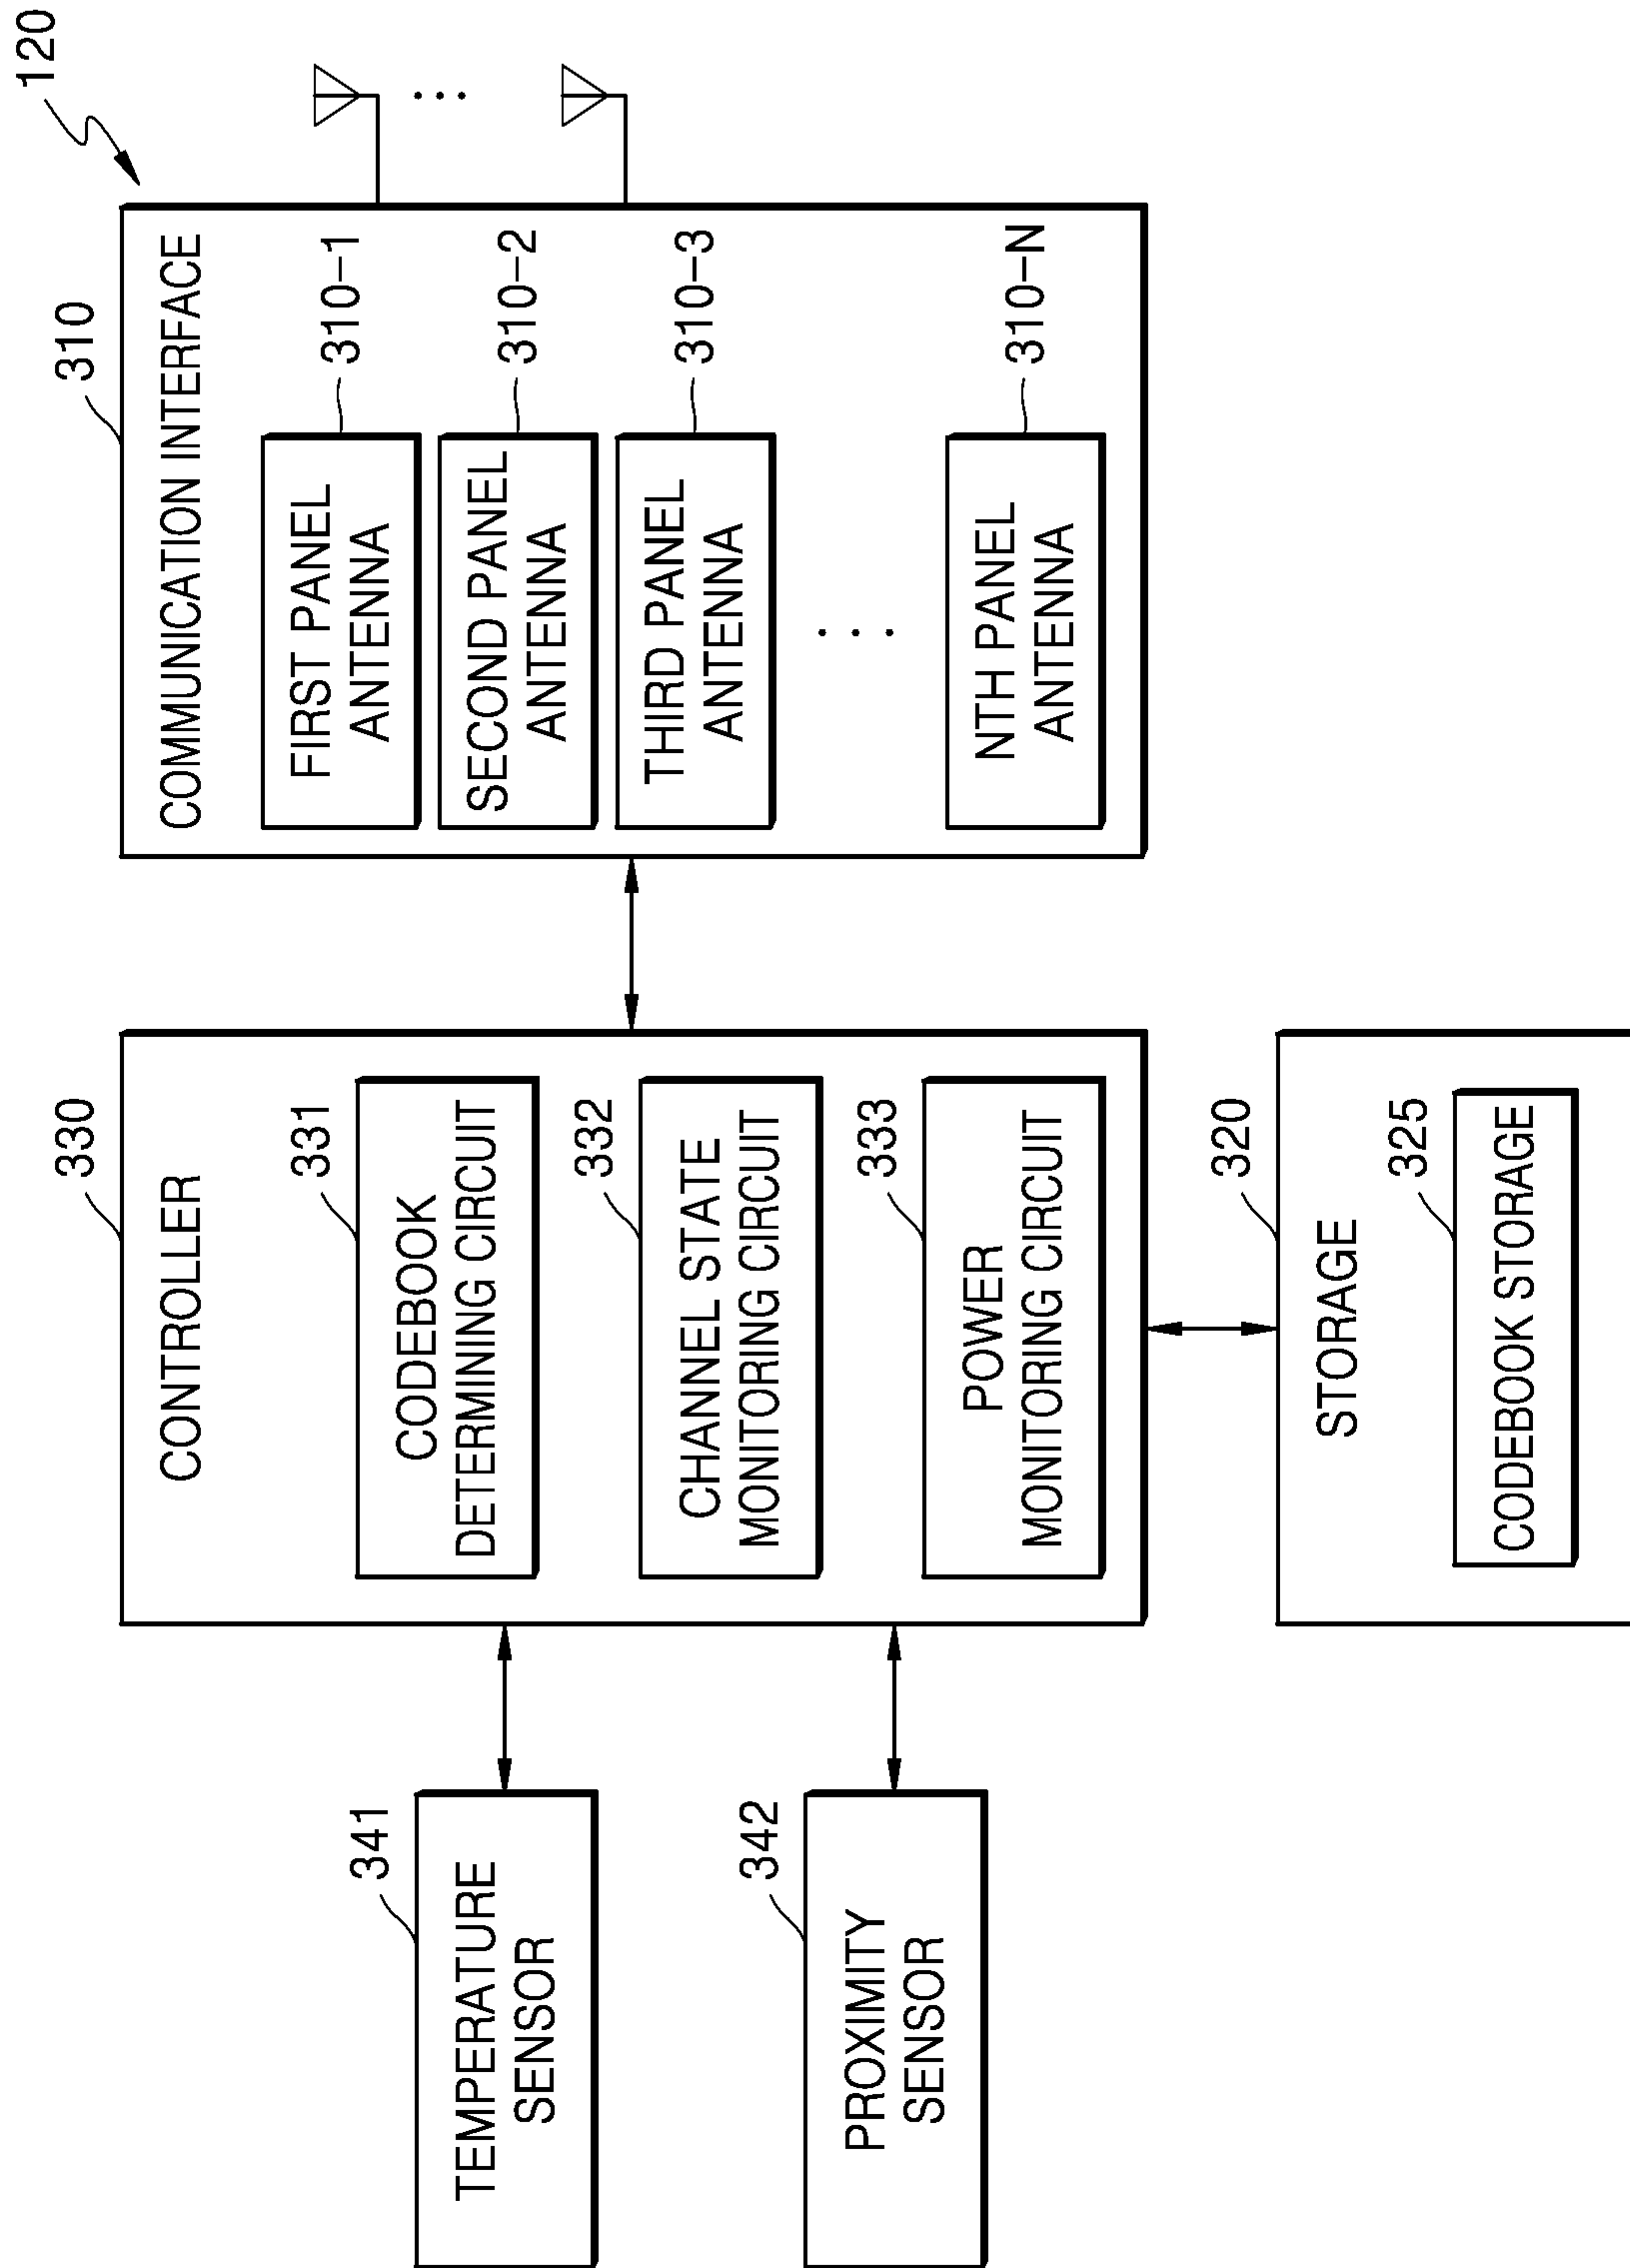 120
310
COMMUNICATION INTERFACE
FIRST PANEL
ANTENNA
310-1
SECOND PANEL
ANTENNA
310-2
THIRD PANEL
ANTENNA
310-3
NTH PANEL
ANTENNA
310-N
330
CONTROLLER
331
CODEBOOK
DETERMINING CIRCUIT
332
CHANNEL STATE
MONITORING CIRCUIT
333
POWER
MONITORING CIRCUIT
320
STORAGE
325
CODEBOOK STORAGE
341
TEMPERATURE
SENSOR
342
PROXIMITY
SENSOR